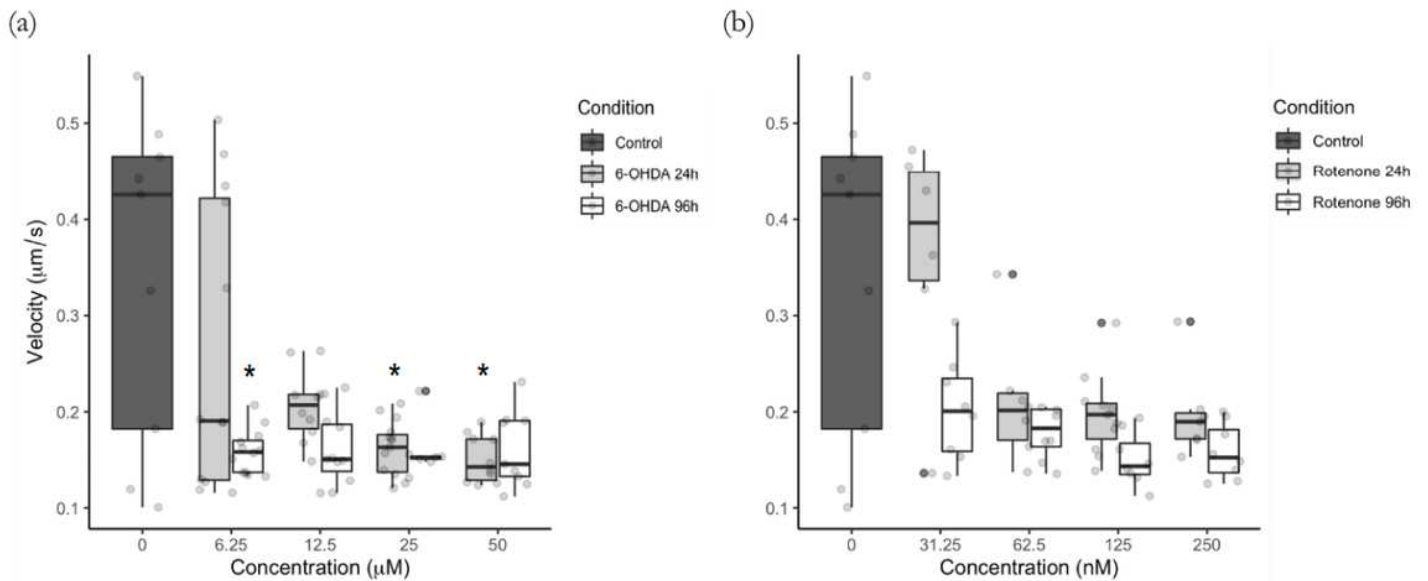 (a)
Velocity (μm/s)
0.5
0.4
0.3
0.2
0.1
*
*
*
0
6.25
12.5
25
50
Concentration (μM)
Condition
Control
6-OHDA 24h
6-OHDA 96h
(b)
0.5
0.4
0.3
0.2
0.1
0
31.25
62.5
125
250
Concentration (nM)
Condition
Control
Rotenone 24h
Rotenone 96h